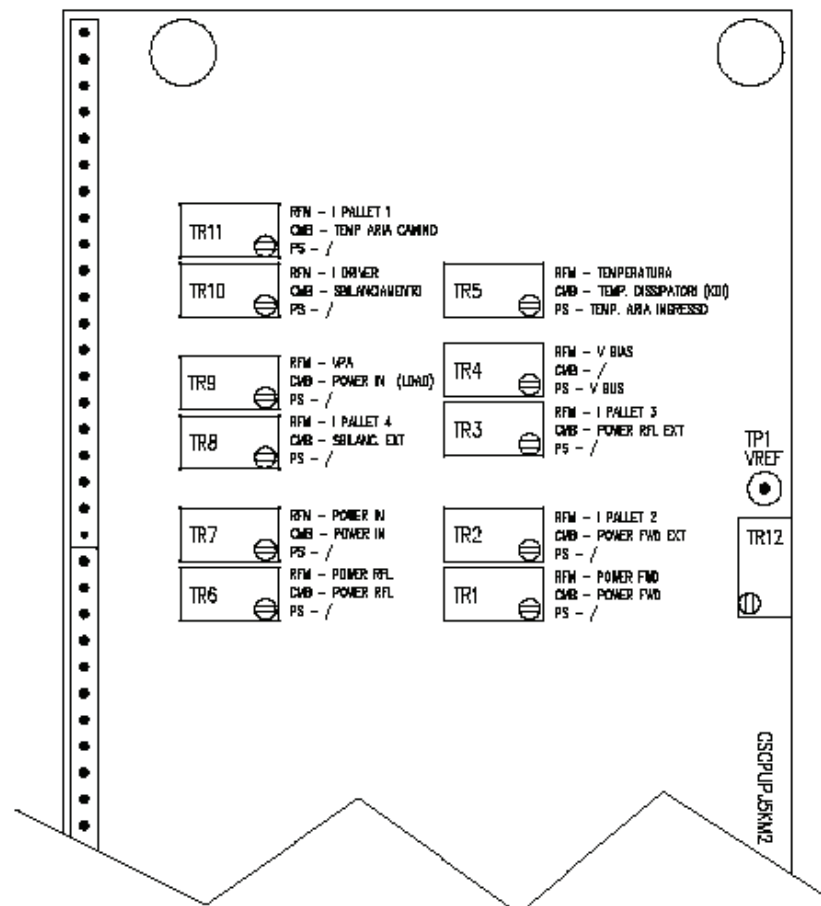 TR11
RFM - I PALLET 1
CMB - TEMP ARIA CAMINO
PS - /
TR10
RFM - I DRIVER
CMB - SBILANCIAMENTO
PS - /
TR5
RFM - TEMPERATURA
CMB - TEMP. DISSIPATORI (KDI)
PS - TEMP. ARIA INGRESSO
TR9
RFM - VPA
CMB - POWER IN (LOAD)
PS - /
TR4
RFM - V BIAS
CMB - /
PS - V BUS
TR8
RFM - I PALLET 4
CMB - SBILANC. EXT
PS - /
TR3
RFM - I PALLET 3
CMB - POWER RFL EXT
PS - /
TP1
VREF
TR7
RFM - POWER IN
CMB - POWER IN
PS - /
TR2
RFM - I PALLET 2
CMB - POWER FWD EXT
PS - /
TR12
TR6
RFM - POWER RFL
CMB - POWER RFL
PS - /
TR1
RFM - POWER FWD
CMB - POWER FWD
PS - /
CSCPUPJ5KM2